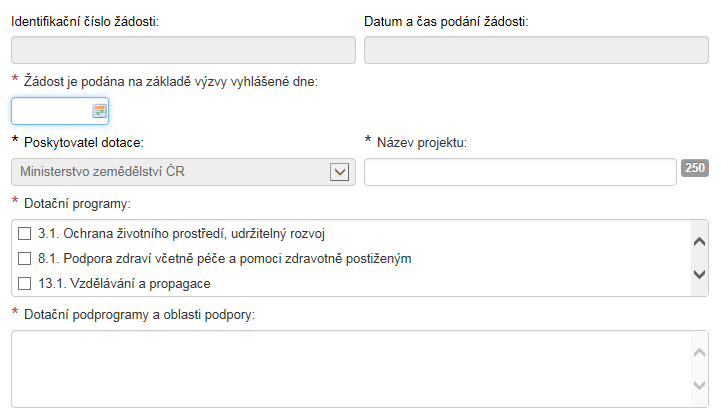 Identifikační číslo žádosti: Datum a čas podání žádosti:
* Žádost je podána na základě výzvy vyhlášené dne:
* Poskytovatel dotace: * Název projektu:
Ministerstvo zemědělství ČR 250
* Dotační programy:
3.1. Ochrana životního prostředí, udržitelný rozvoj
8.1. Podpora zdraví včetně péče a pomoci zdravotně postiženým
13.1. Vzdělávání a propagace
* Dotační podprogramy a oblasti podpory: